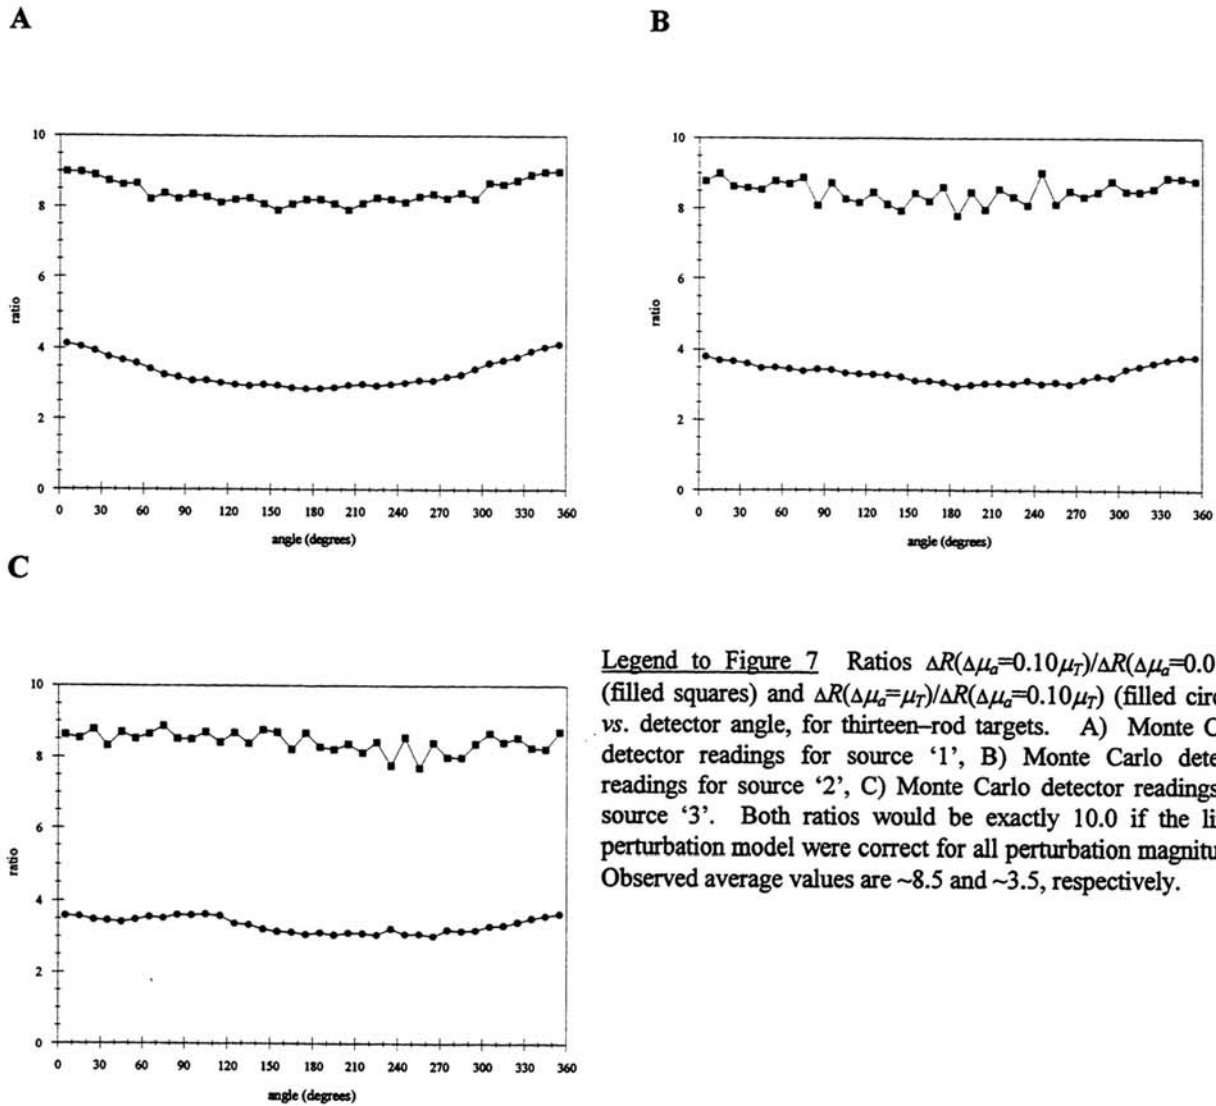 A
B
10
8
6
4
2
0
ratio
0 30 60 90 120 150 180 210 240 270 300 330 360
angle (degrees)
10
8
6
4
2
0
ratio
0 30 60 90 120 150 180 210 240 270 300 330 360
angle (degrees)
C
10
8
6
4
2
0
ratio
0 30 60 90 120 150 180 210 240 270 300 330 360
angle (degrees)
Legend to Figure 7 Ratios ΔR(Δμa=0.10μT)/ΔR(Δμa=0.0
(filled squares) and ΔR(Δμa=μT)/ΔR(Δμa=0.10μT) (filled circ
vs. detector angle, for thirteen–rod targets. A) Monte C
detector readings for source ‘1’, B) Monte Carlo dete
readings for source ‘2’, C) Monte Carlo detector readings
source ‘3’. Both ratios would be exactly 10.0 if the li
perturbation model were correct for all perturbation magnitu
Observed average values are ~8.5 and ~3.5, respectively.